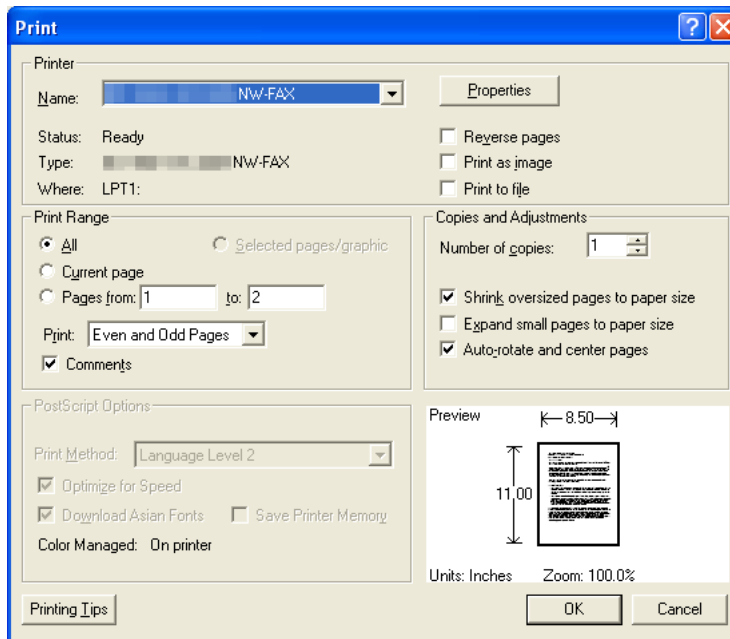 Print
Printer
Name: NW-FAX
Properties
Status: Ready
Type: NW-FAX
Where: LPT1:
Reverse pages
Print as image
Print to file
Print Range
All
Selected pages/graphic
Current page
Pages from: 1 to: 2
Print: Even and Odd Pages
Comments
Copies and Adjustments
Number of copies: 1
Shrink oversized pages to paper size
Expand small pages to paper size
Auto-rotate and center pages
PostScript Options
Print Method: Language Level 2
Optimize for Speed
Download Asian Fonts Save Printer Memory
Color Managed: On printer
Preview
8.50
11.00
Units: Inches Zoom: 100.0%
Printing Tips
OK
Cancel